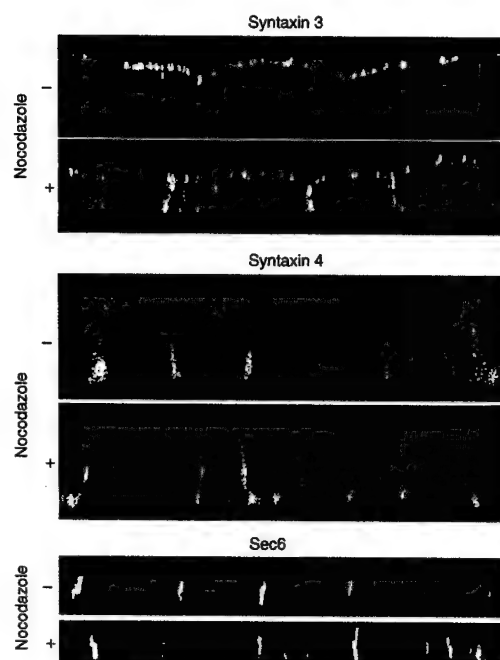 Syntaxin 3
Nocodazole
–
+
Syntaxin 4
Nocodazole
–
+
Sec6
Nocodazole
–
+